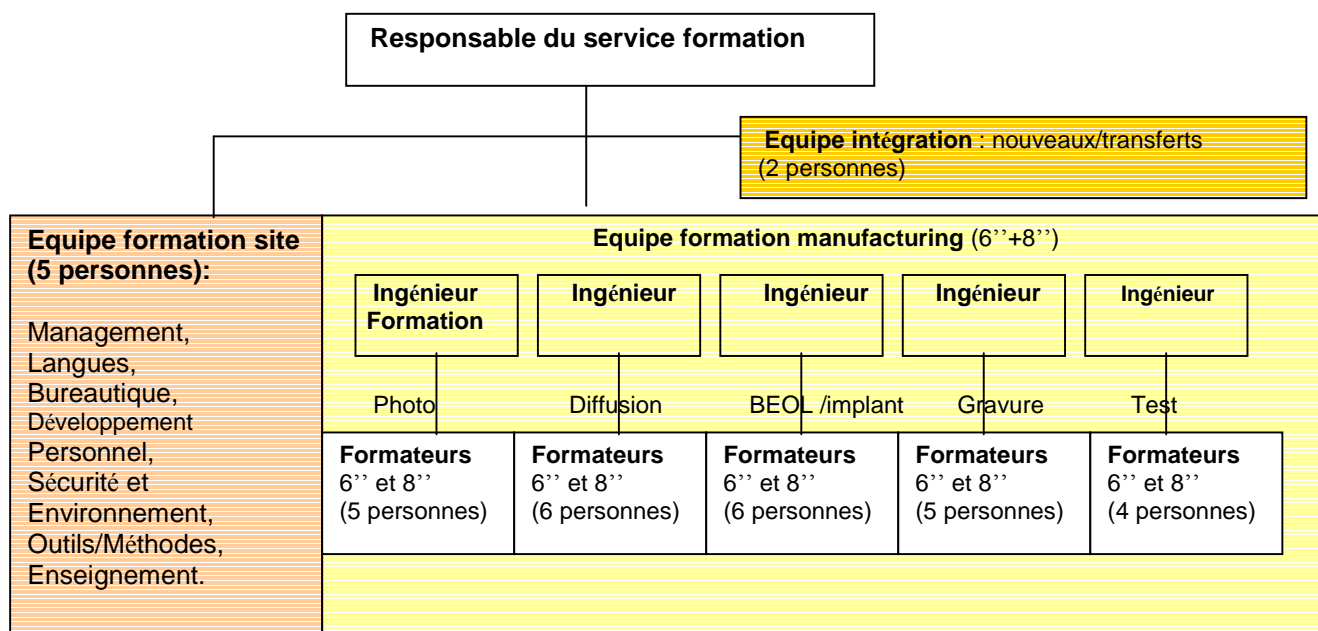 Responsable du service formation
Equipe intégration : nouveaux/transferts
(2 personnes)
Equipe formation site
(5 personnes):
Management,
Langues,
Bureautique,
Développement
Personnel,
Sécurité et
Environnement,
Outils/Méthodes,
Enseignement.
Equipe formation manufacturing (6’’+8’’)
Ingénieur
Formation
Ingénieur
Ingénieur
Ingénieur
Ingénieur
Photo
Diffusion
BEOL /implant
Gravure
Test
Formateurs
6’’ et 8’’
(5 personnes)
Formateurs
6’’ et 8’’
(6 personnes)
Formateurs
6’’ et 8’’
(6 personnes)
Formateurs
6’’ et 8’’
(5 personnes)
Formateurs
6’’ et 8’’
(4 personnes)